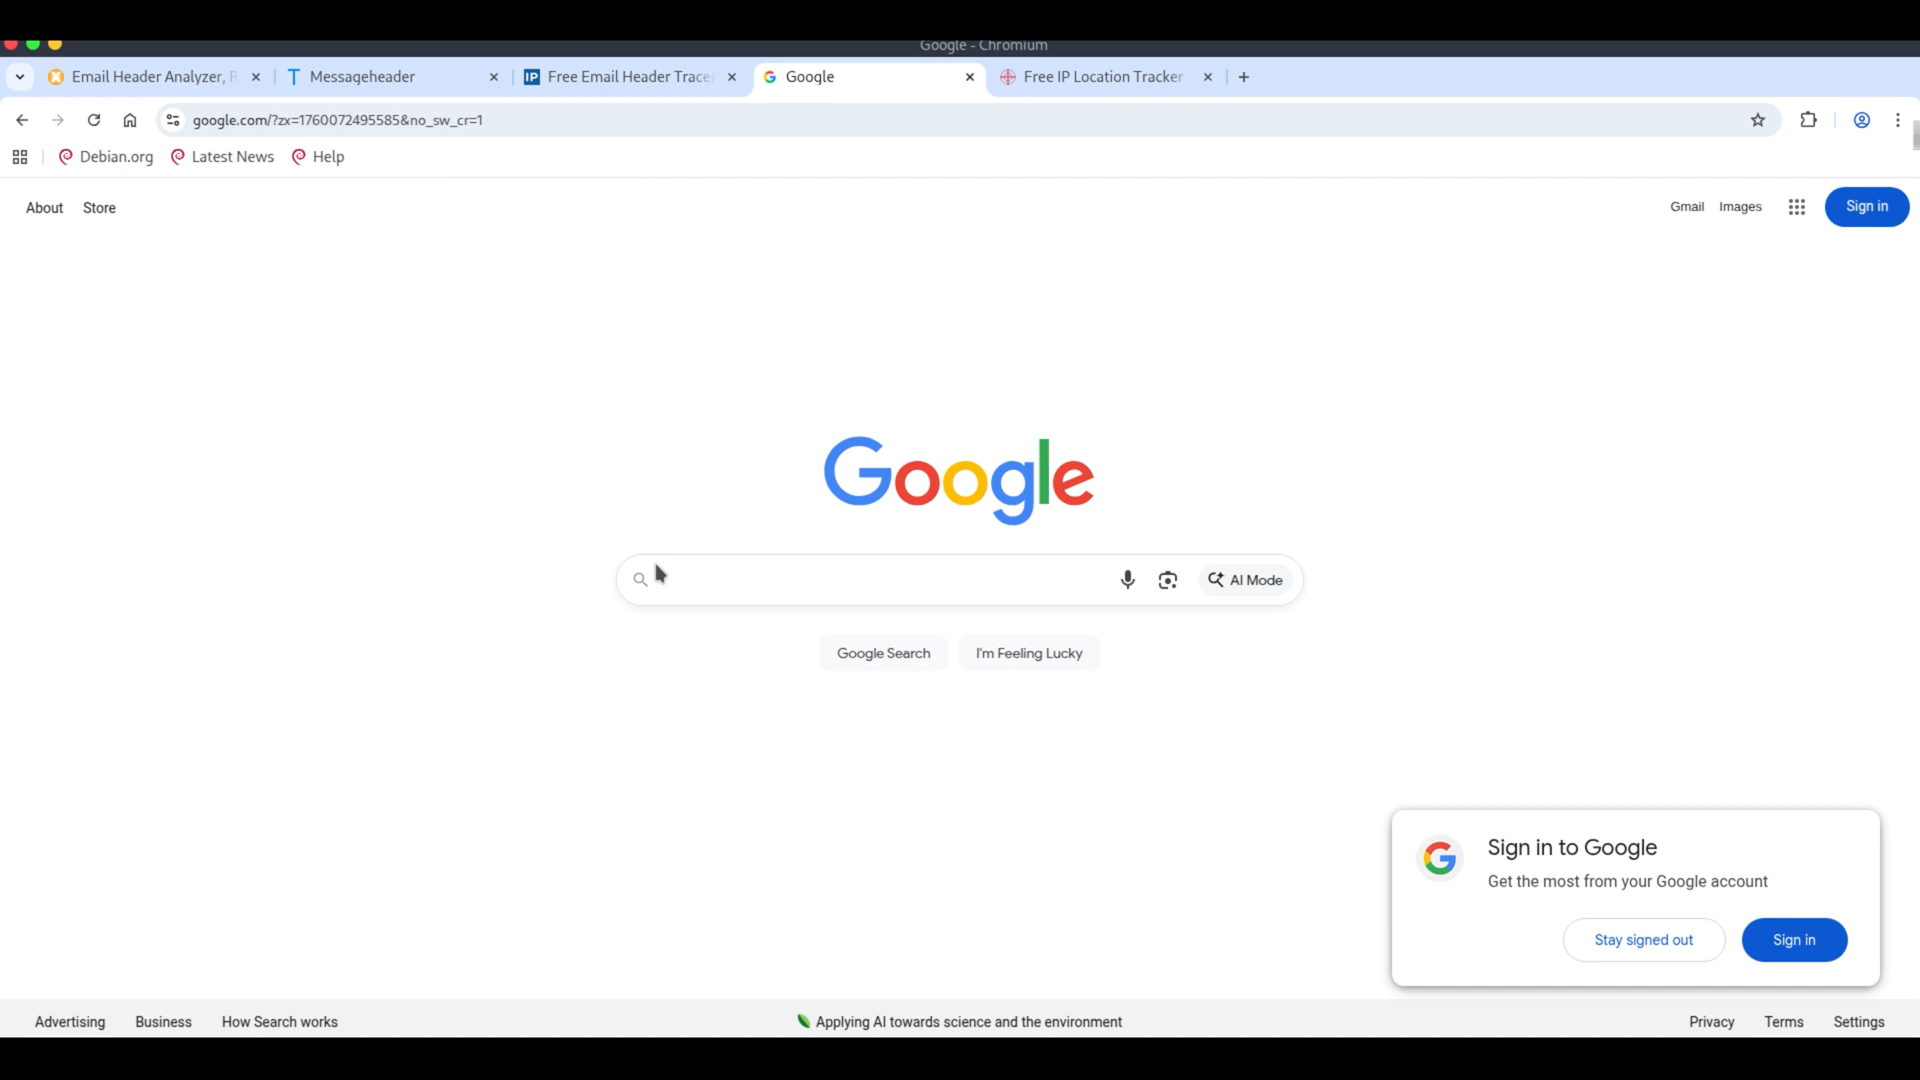 Google - Chromium
Email Header Analyzer, R
Messageheader
IP Free Email Header Tracer
Google
Free IP Location Tracker
google.com/?zx=1760072495585&no_sw_cr=1
Debian.org
Latest News
Help
About
Store
Gmail
Images
Sign in
Google
AI Mode
Google Search
I'm Feeling Lucky
Sign in to Google
Get the most from your Google account
Stay signed out
Sign in
Advertising
Business
How Search works
Applying AI towards science and the environment
Privacy
Terms
Settings